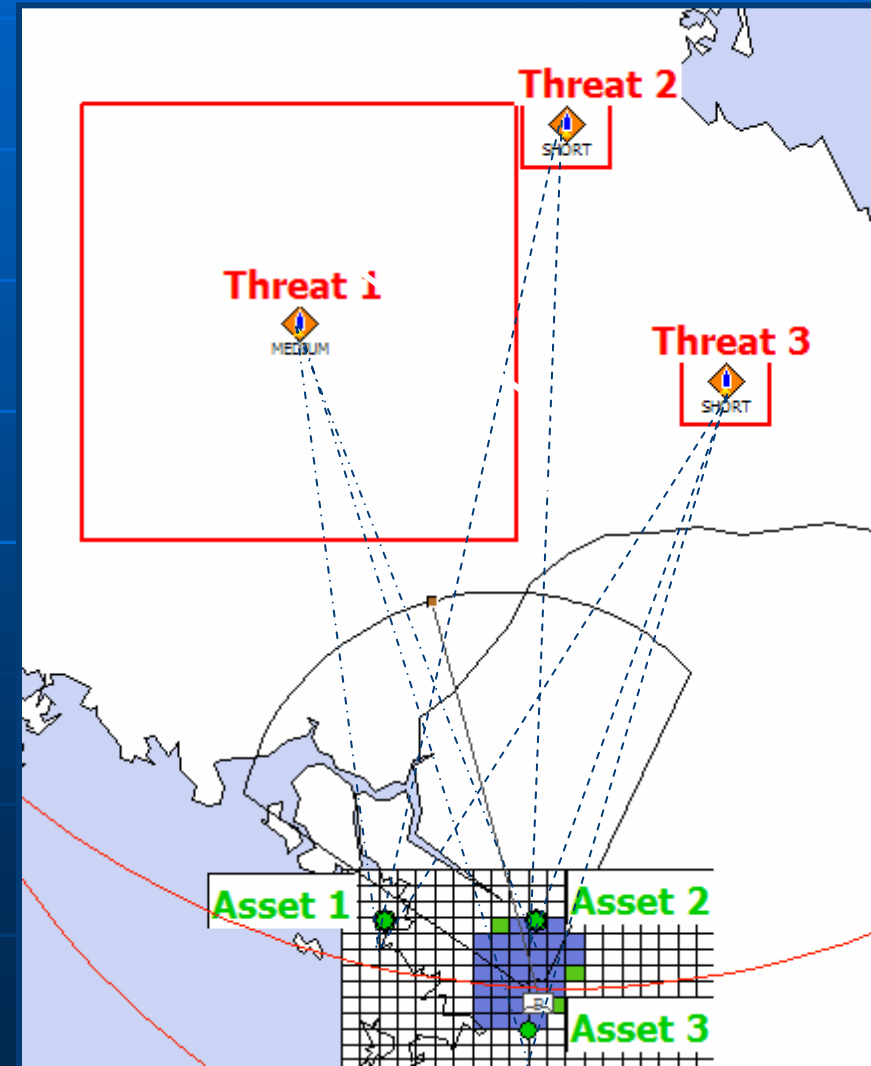 Threat 2
SHORT
Threat 1
MEDIUM
Threat 3
SHORT
Asset 1
Asset 2
Asset 3